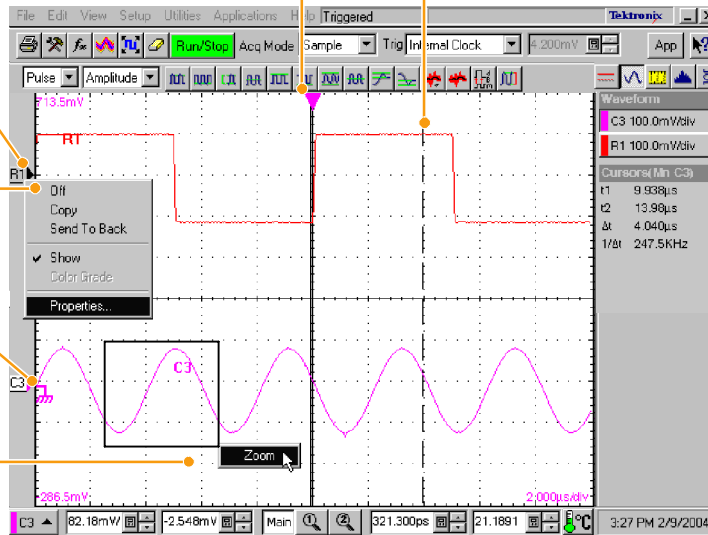 File Edit View Setup Utilities Applications Help Triggered Tektronix
Run/Stop Acq Mode Sample Trig Internal Clock 4.200mV App
Pulse Amplitude
713.5mV
R1
R1
Off
Copy
Send To Back
Show
Color Grade
Properties...
C3
C3
Zoom
-286.5mV 2.000µs/div
Waveform
C3 100.0mV/div
R1 100.0mV/div
Cursors(Mn C3)
t1 9.938µs
t2 13.98µs
Δt 4.040µs
1/Δt 247.5KHz
C3 82.18mV/ -2.548mV Main 1 2 321.300ps 21.1891 °C 3:27 PM 2/9/2004